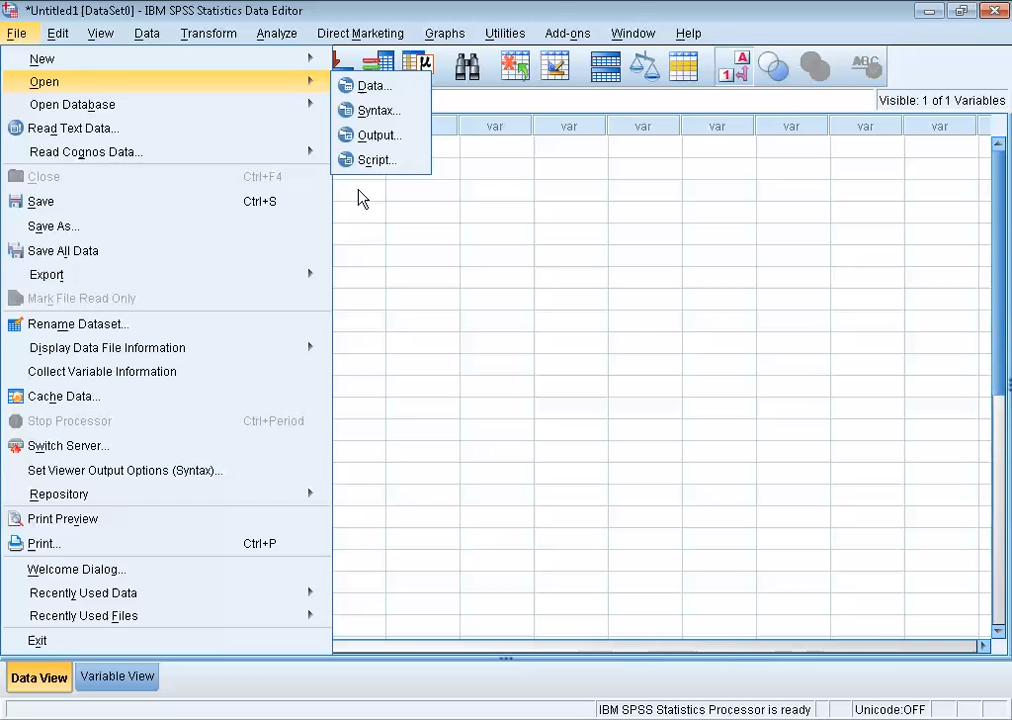 *Untitled1 [DataSet0] - IBM SPSS Statistics Data Editor
File Edit View Data Transform Analyze Direct Marketing Graphs Utilities Add-ons Window Help
New
Open
Open Database
Read Text Data...
Read Cognos Data...
Close Ctrl+F4
Save Ctrl+S
Save As...
Save All Data
Export
Mark File Read Only
Rename Dataset...
Display Data File Information
Collect Variable Information
Cache Data...
Stop Processor Ctrl+Period
Switch Server...
Set Viewer Output Options (Syntax)...
Repository
Print Preview
Print... Ctrl+P
Welcome Dialog...
Recently Used Data
Recently Used Files
Exit
Data...
Syntax...
Output...
Script...
μ
A
1
ABC
Visible: 1 of 1 Variables
var var var var var var var
Data View Variable View
IBM SPSS Statistics Processor is ready Unicode:OFF